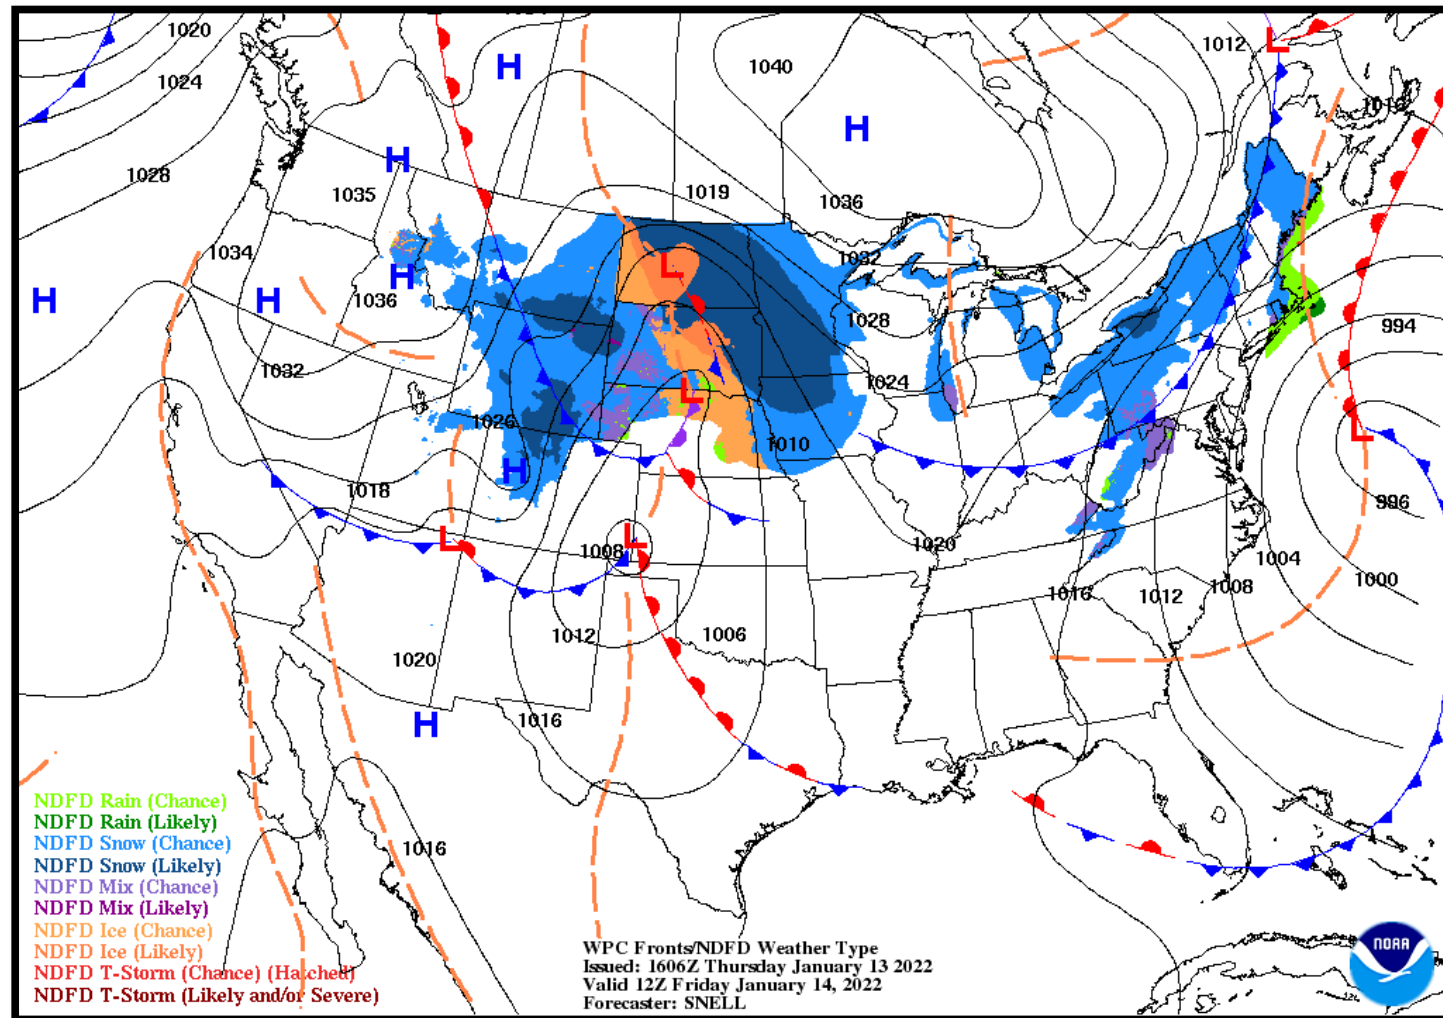 1020
1024
1028
1040
1012
1016
H
H
H
H
1035
1019
1036
1034
1032
H
H
H
1036
L
L
1028
994
1032
1024
L
1026
1010
L
H
1018
996
1020
L
L
1008
1004
1000
1008
1016
1012
1012
1006
1020
1016
H
1016
NDFD Rain (Chance)
NDFD Rain (Likely)
NDFD Snow (Chance)
NDFD Snow (Likely)
NDFD Mix (Chance)
NDFD Mix (Likely)
NDFD Ice (Chance)
NDFD Ice (Likely)
NDFD T-Storm (Chance) (Hatched)
NDFD T-Storm (Likely and/or Severe)
WPC Fronts/NDFD Weather Type
Issued: 1606Z Thursday January 13 2022
Valid 12Z Friday January 14, 2022
Forecaster: SNELL
NOAA